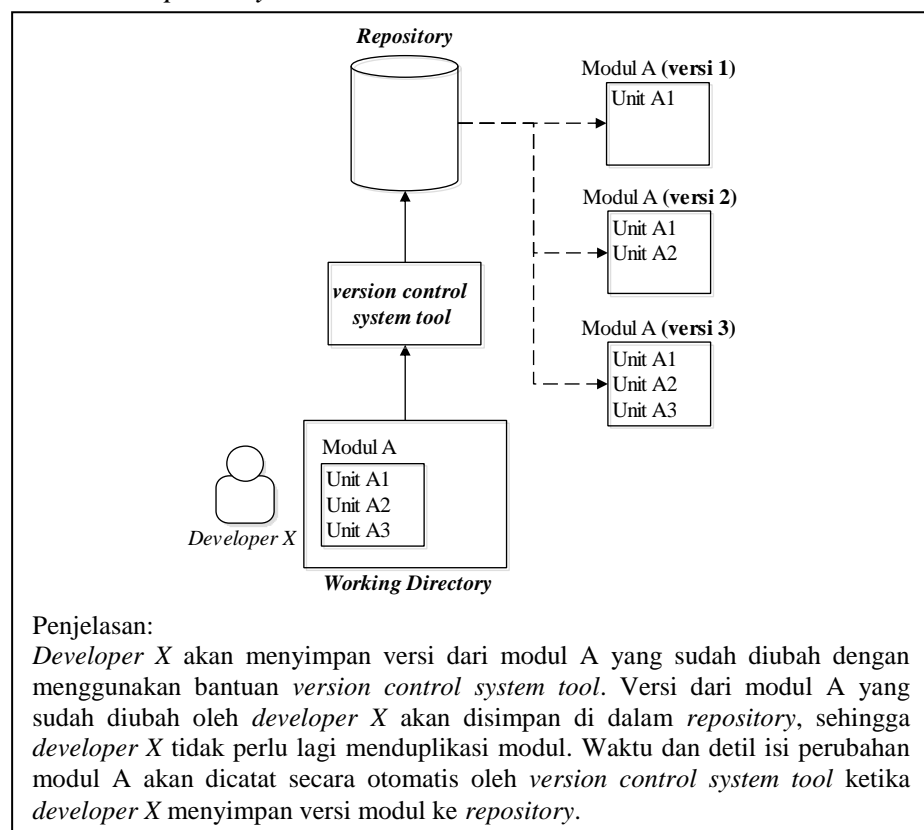 Repository
Modul A (versi 1)
Unit A1
Modul A (versi 2)
Unit A1
Unit A2
version control
system tool
Modul A (versi 3)
Unit A1
Unit A2
Unit A3
Modul A
Unit A1
Unit A2
Unit A3
Developer X
Working Directory
Penjelasan:
Developer X akan menyimpan versi dari modul A yang sudah diubah dengan
menggunakan bantuan version control system tool. Versi dari modul A yang
sudah diubah oleh developer X akan disimpan di dalam repository, sehingga
developer X tidak perlu lagi menduplikasi modul. Waktu dan detil isi perubahan
modul A akan dicatat secara otomatis oleh version control system tool ketika
developer X menyimpan versi modul ke repository.